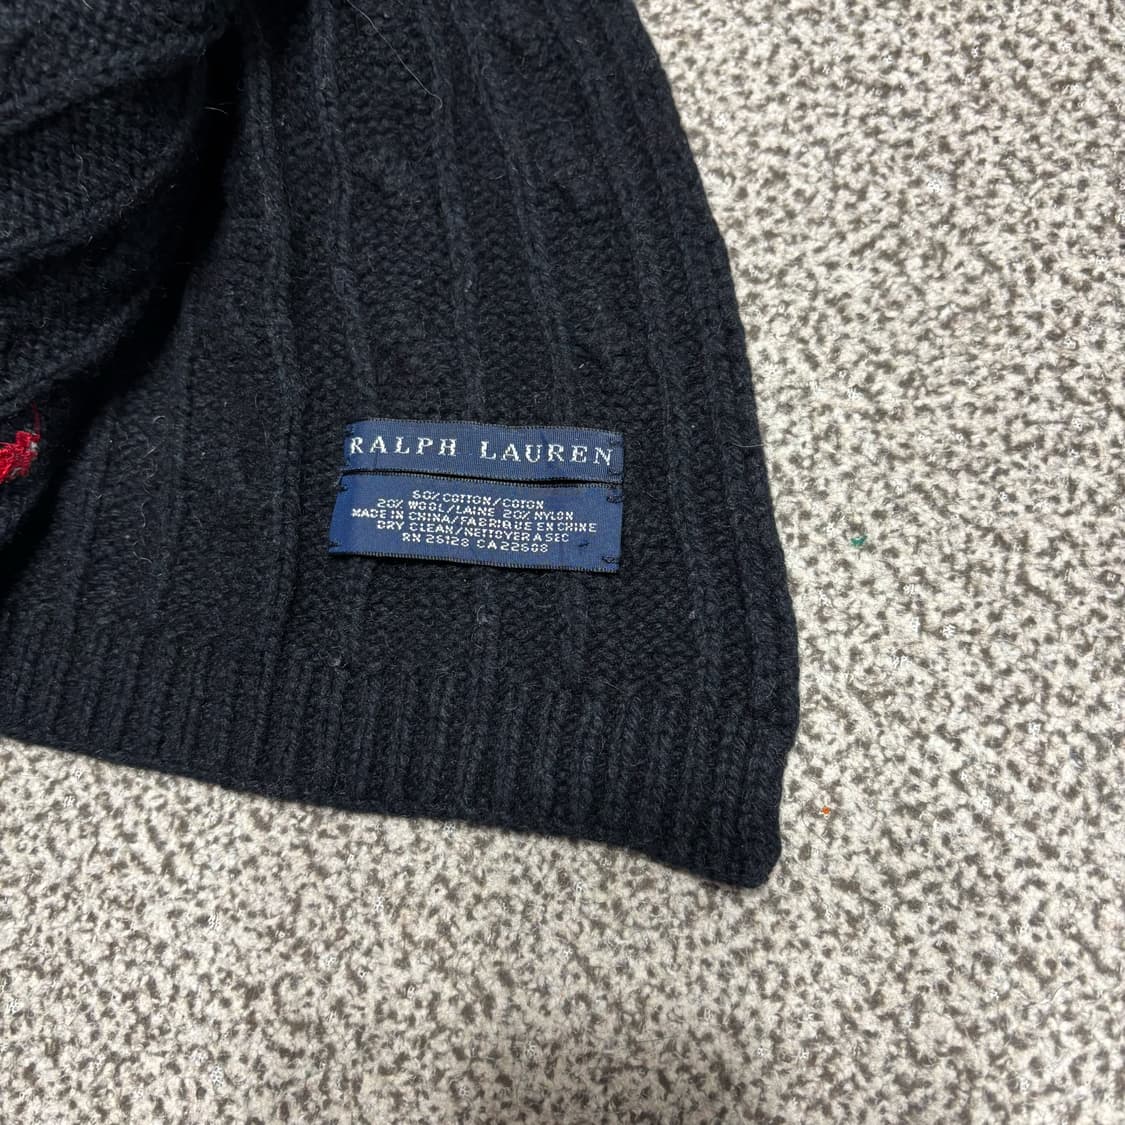 RALPH LAUREN
60% COTTON/COTON
20% WOOL/LAINE 20% NYLON
MADE IN CHINA/FABRIQUE EN CHINE
DRY CLEAN/NETTOYER A SEC
RN 26128 CA 22608